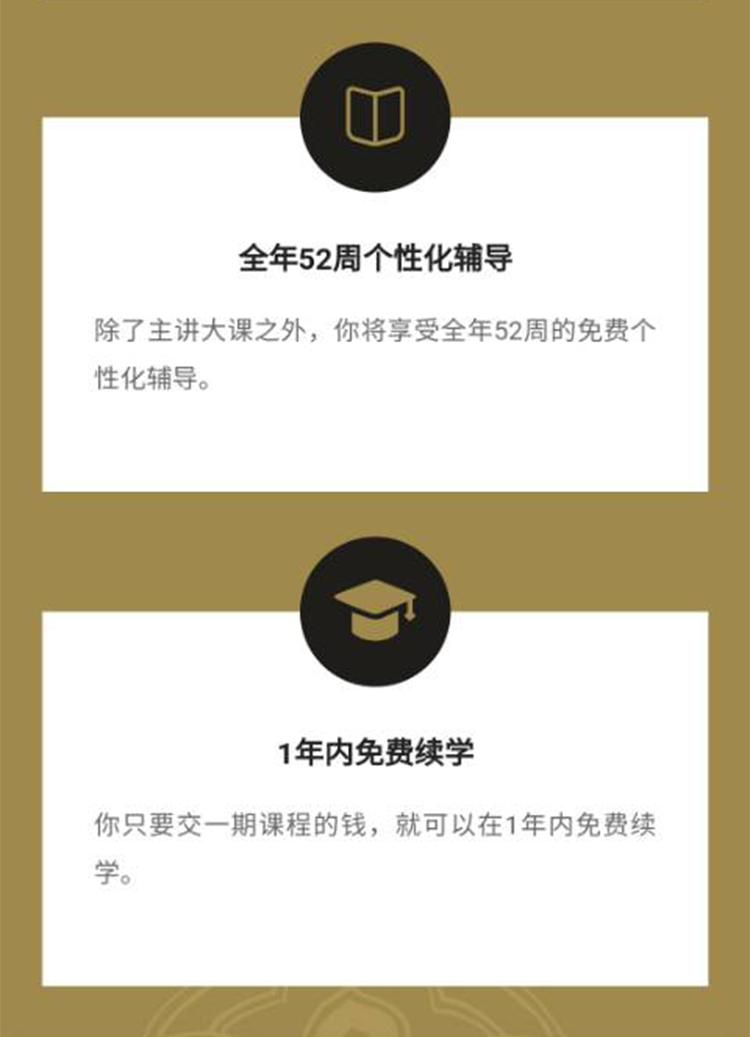 全年52周个性化辅导
除了主讲大课之外，你将享受全年52周的免费个
性化辅导。
1年内免费续学
你只要交一期课程的钱，就可以在1年内免费续
学。